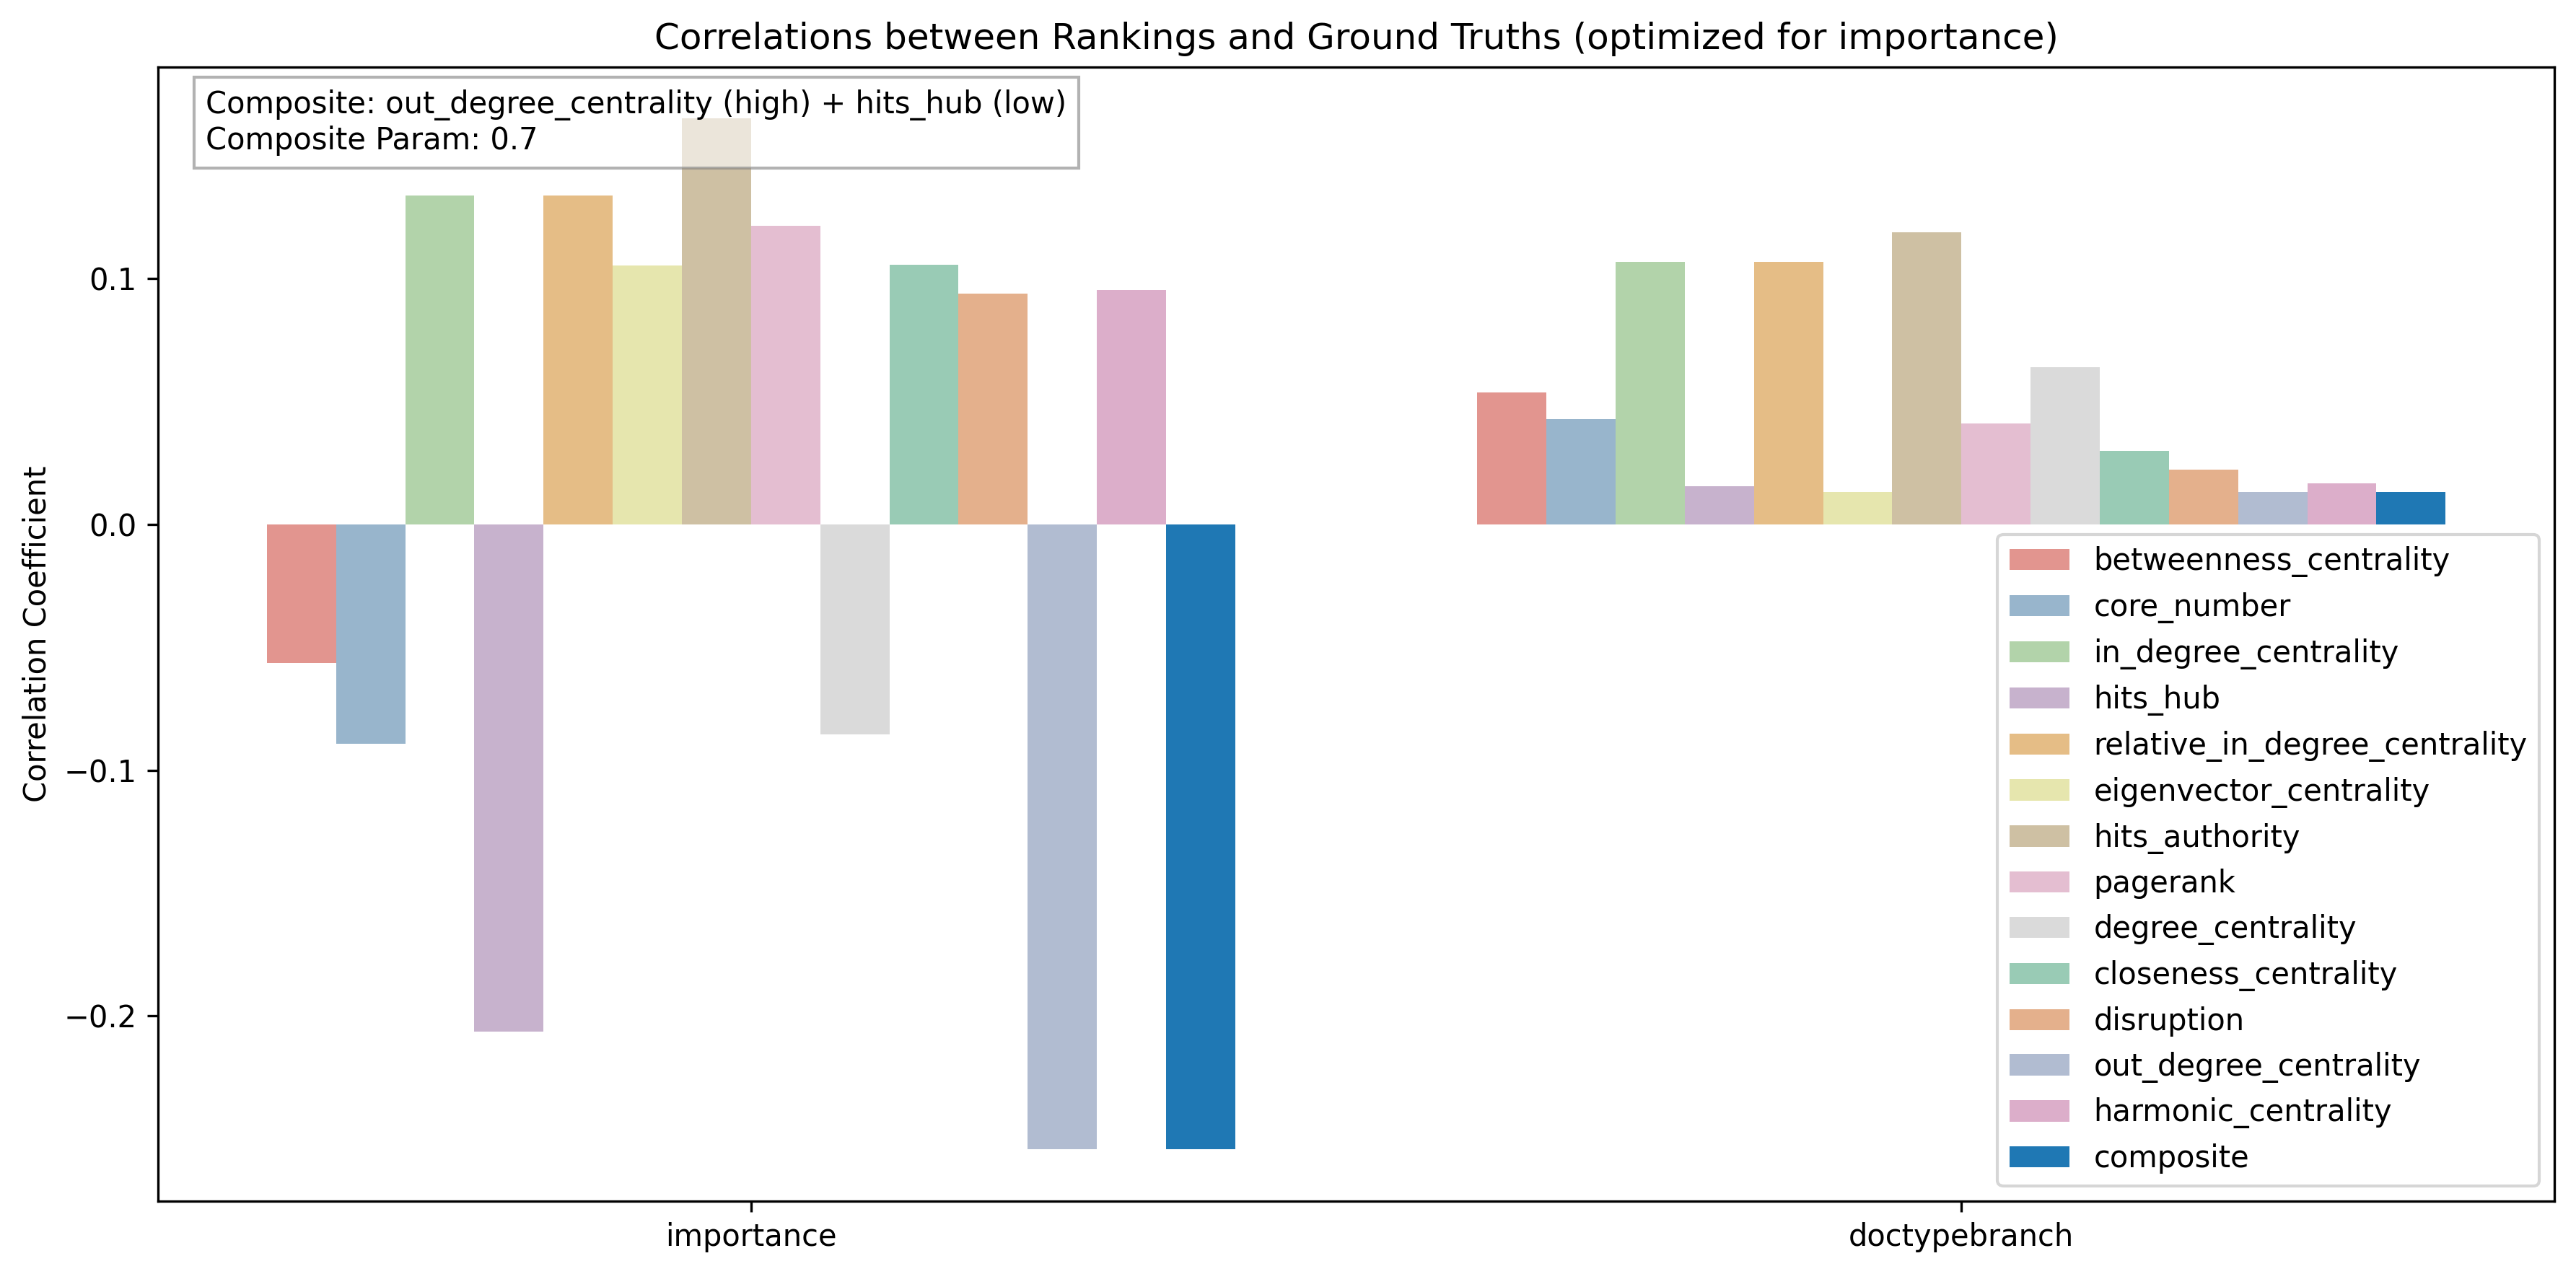 Correlations between Rankings and Ground Truths (optimized for importance)
Composite: out_degree_centrality (high) + hits_hub (low)
Composite Param: 0.7
Correlation Coefficient
0.1
0.0
−0.1
−0.2
importance
doctypebranch
betweenness_centrality
core_number
in_degree_centrality
hits_hub
relative_in_degree_centrality
eigenvector_centrality
hits_authority
pagerank
degree_centrality
closeness_centrality
disruption
out_degree_centrality
harmonic_centrality
composite